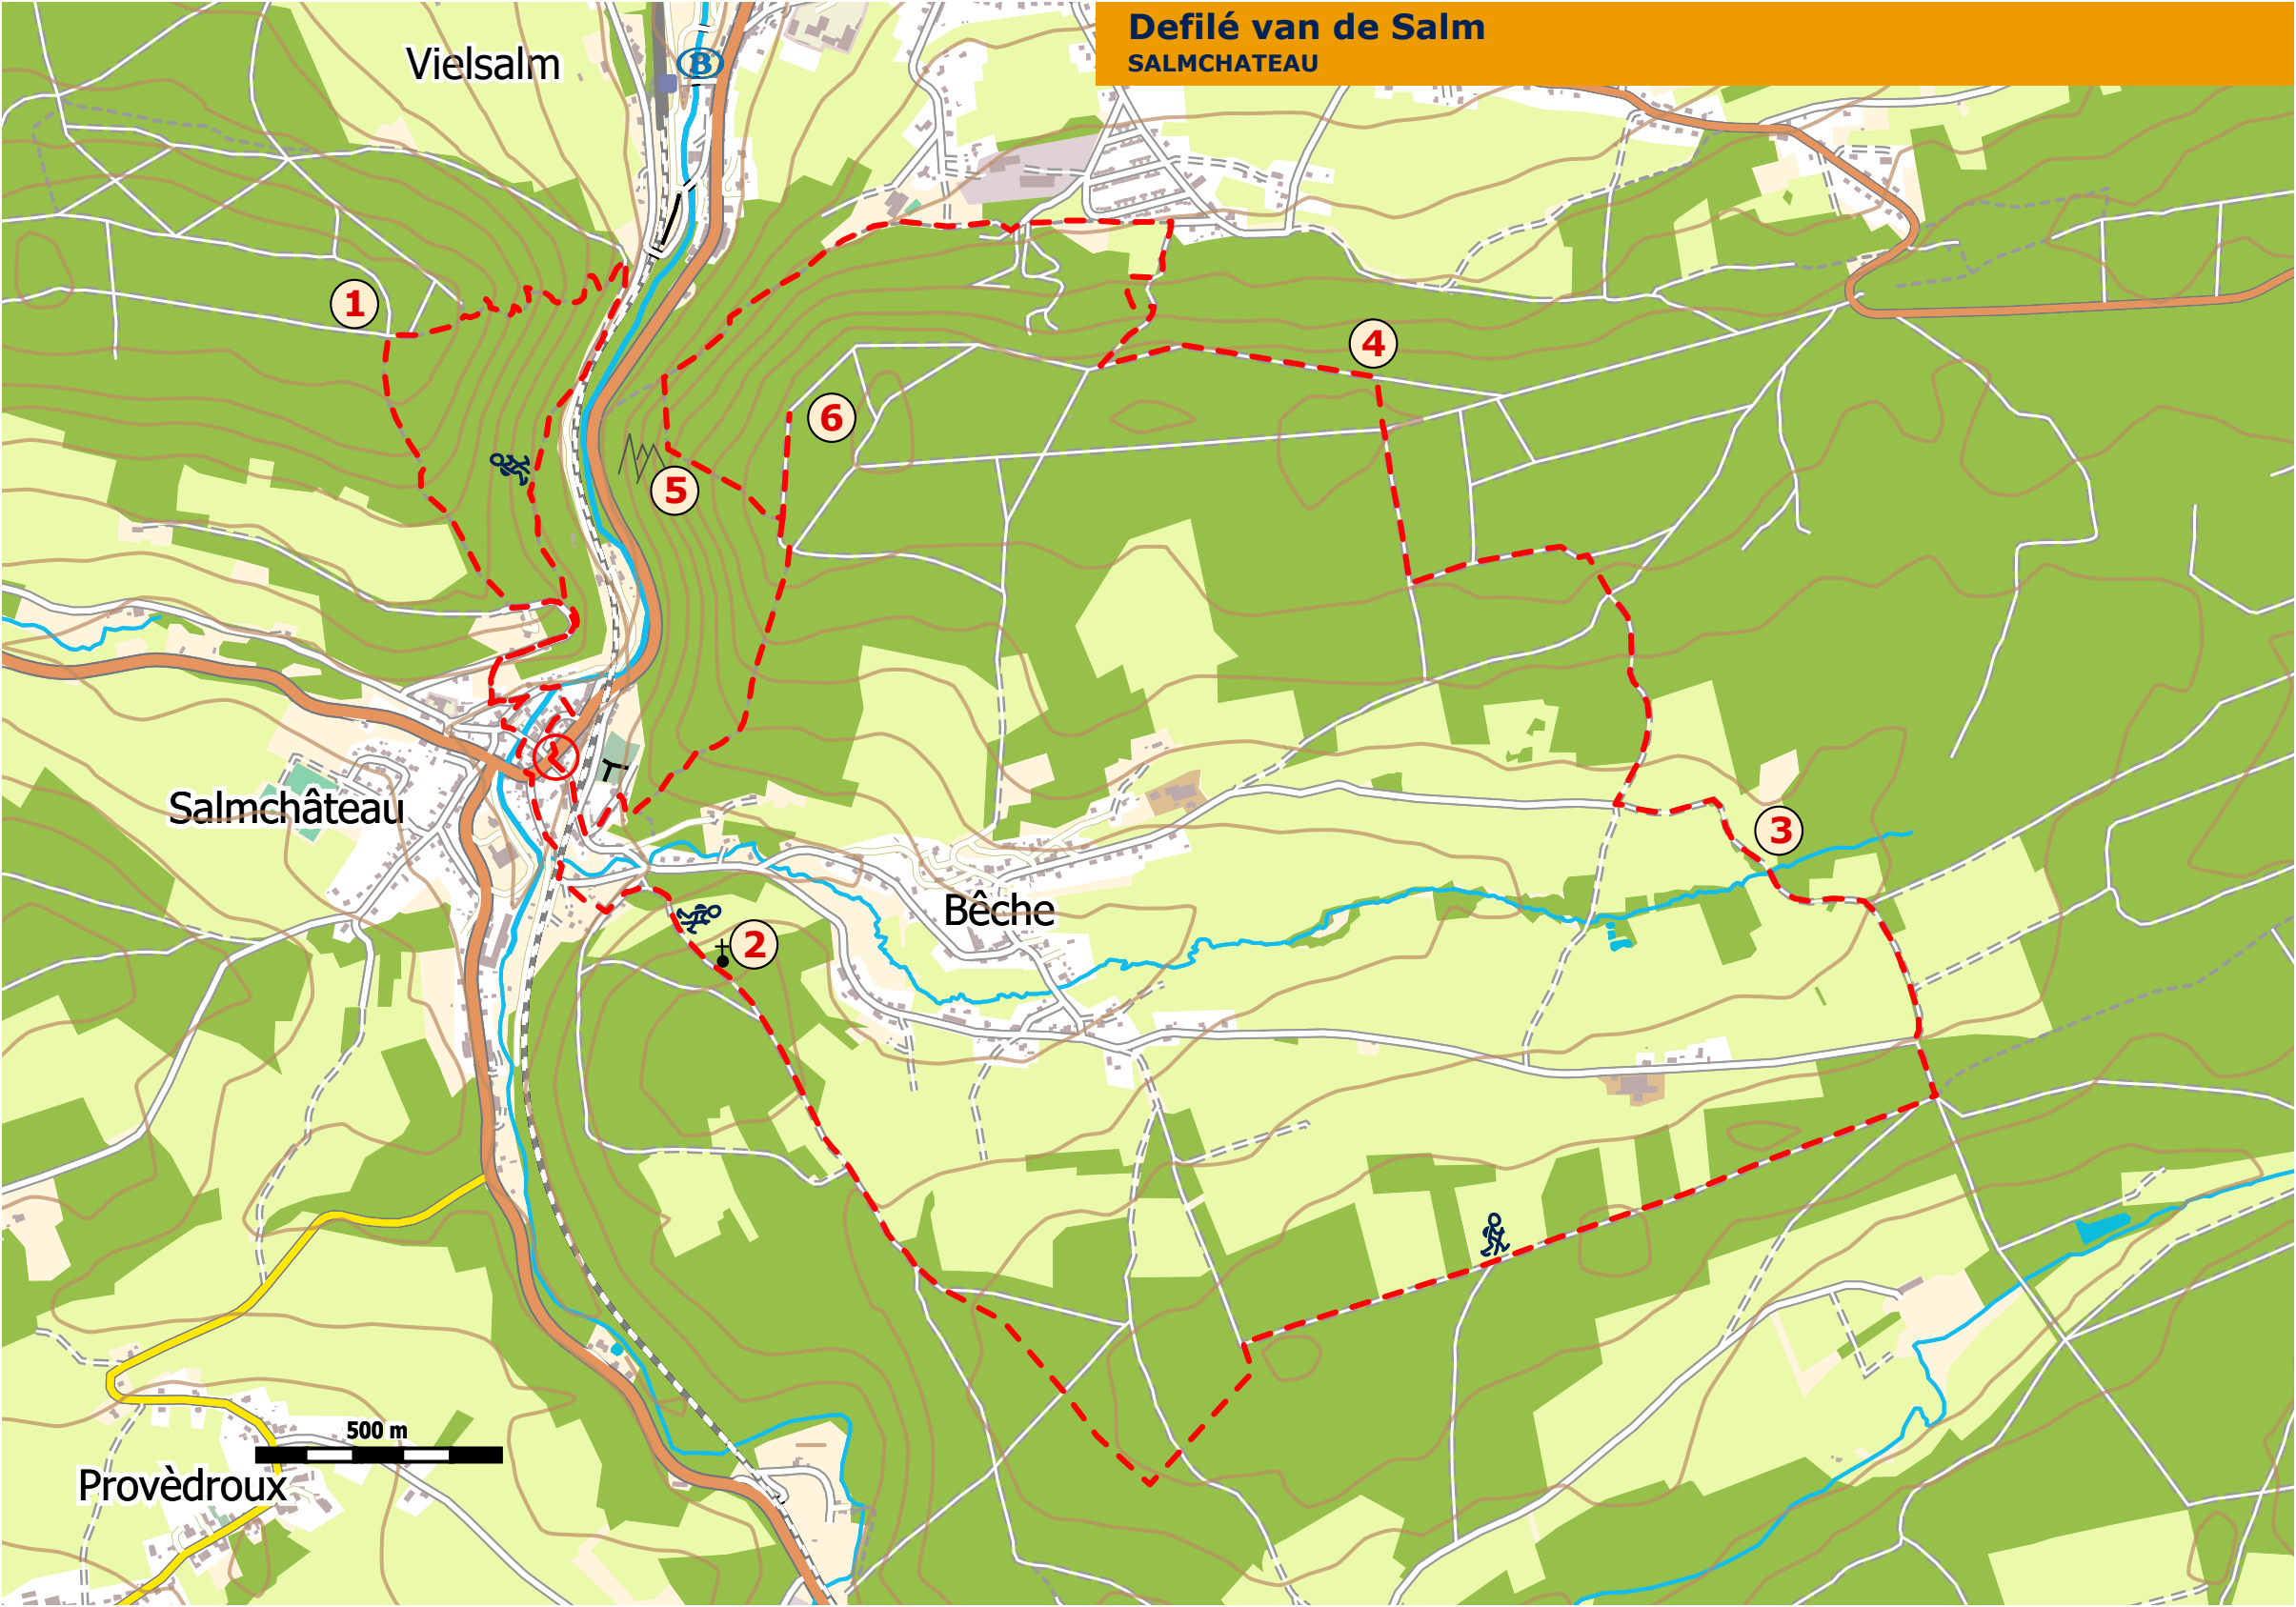 Defilé van de Salm
SALMCHATEAU
Vielsalm
B
1
4
6
5
Salmchâteau
3
Bêche
2
500 m
Provèdroux